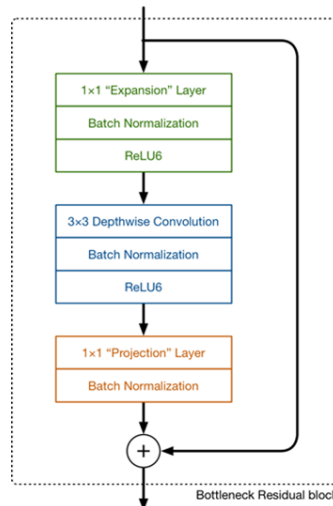 1×1 “Expansion” Layer
Batch Normalization
ReLU6
3×3 Depthwise Convolution
Batch Normalization
ReLU6
1×1 “Projection” Layer
Batch Normalization
+
Bottleneck Residual block